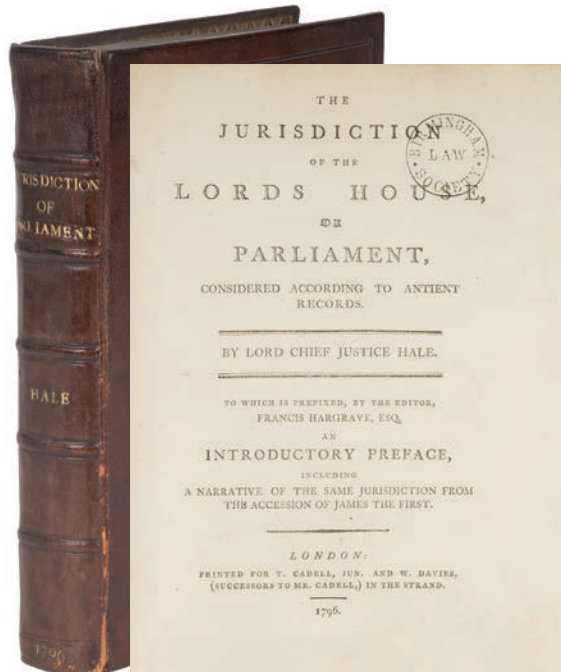 JURISDICTION
OF
PARLIAMENT
HALE
1796
THE
JURISDICTION
OF THE
LORDS HOUSE,
OR
PARLIAMENT,
CONSIDERED ACCORDING TO ANTIENT
RECORDS.
BY LORD CHIEF JUSTICE HALE.
TO WHICH IS PREFIXED, BY THE EDITOR,
FRANCIS HARGRAVE, ESQ.
AN
INTRODUCTORY PREFACE,
INCLUDING
A NARRATIVE OF THE SAME JURISDICTION FROM
THE ACCESSION OF JAMES THE FIRST.
LONDON:
PRINTED FOR T. CADELL, JUN. AND W. DAVIES,
(SUCCESSORS TO MR. CADELL,) IN THE STRAND.
1796.
BIRMINGHAM
LAW
SOCIETY